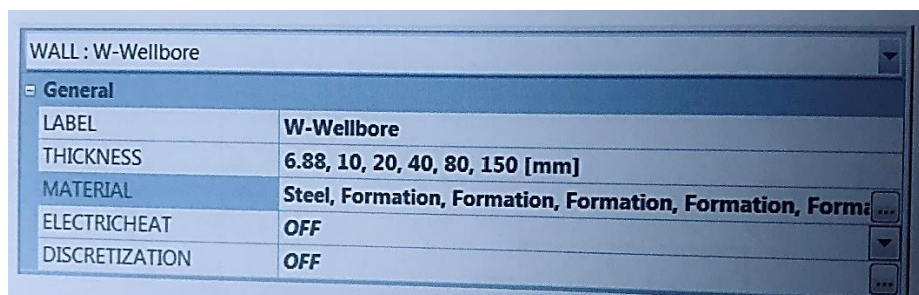 WALL : W-Wellbore
General
LABEL W-Wellbore
THICKNESS 6.88, 10, 20, 40, 80, 150 [mm]
MATERIAL Steel, Formation, Formation, Formation, Formation, Forma ...
ELECTRICHEAT OFF
DISCRETIZATION OFF ...